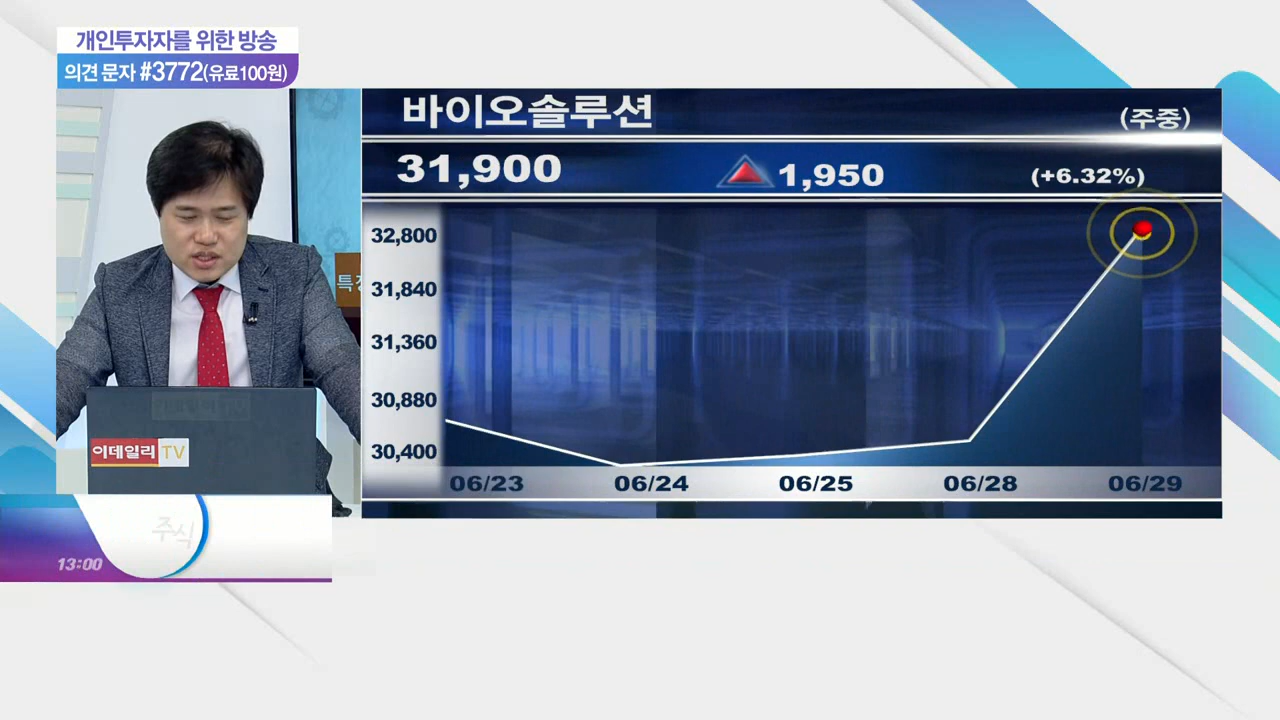 개인투자자를 위한 방송
의견 문자 #3772(유료100원)
바이오솔루션
(주중)
31,900
1,950
(+6.32%)
32,800
31,840
31,360
30,880
30,400
06/23
06/24
06/25
06/28
06/29
이데일리 TV
주식
13:00